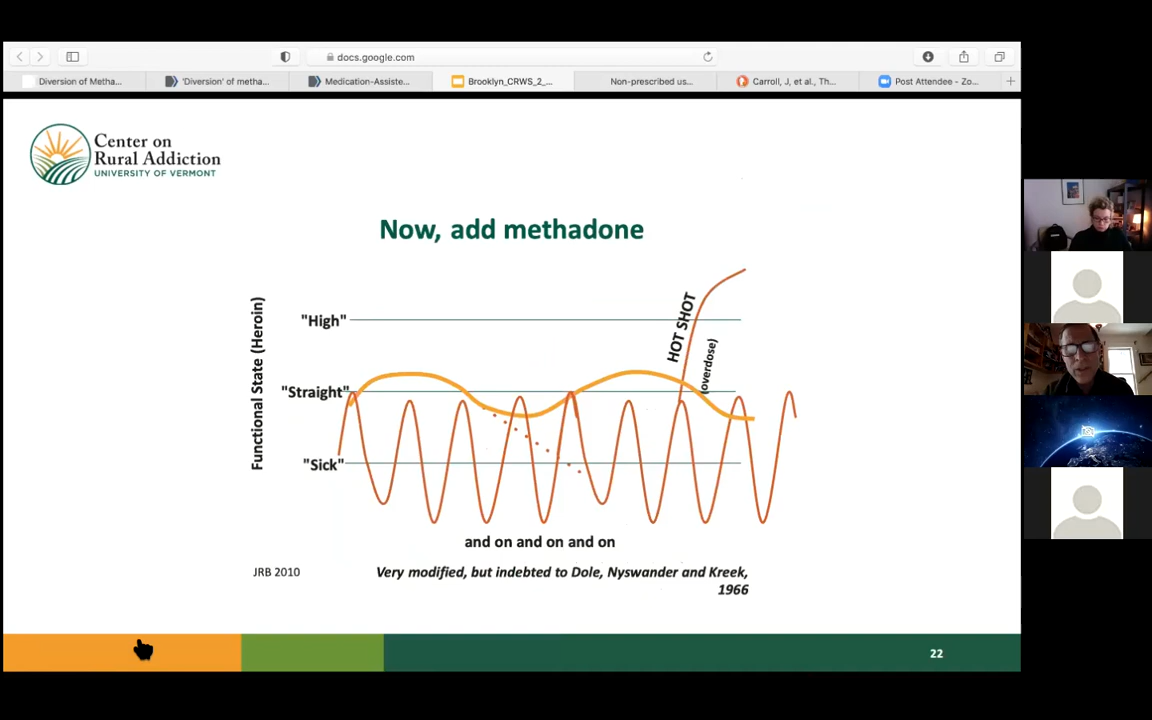 docs.google.com
Diversion of Metha...
'Diversion' of metha...
Medication-Assiste...
Brooklyn_CRWS_2_...
Non-prescribed us...
Carroll, J, et al., Th...
Post Attendee - Zo...
Center on
Rural Addiction
UNIVERSITY OF VERMONT
Now, add methadone
Functional State (Heroin)
"High"
"Straight"
"Sick"
HOT SHOT
(overdose)
and on and on and on
JRB 2010
Very modified, but indebted to Dole, Nyswander and Kreek,
1966
22